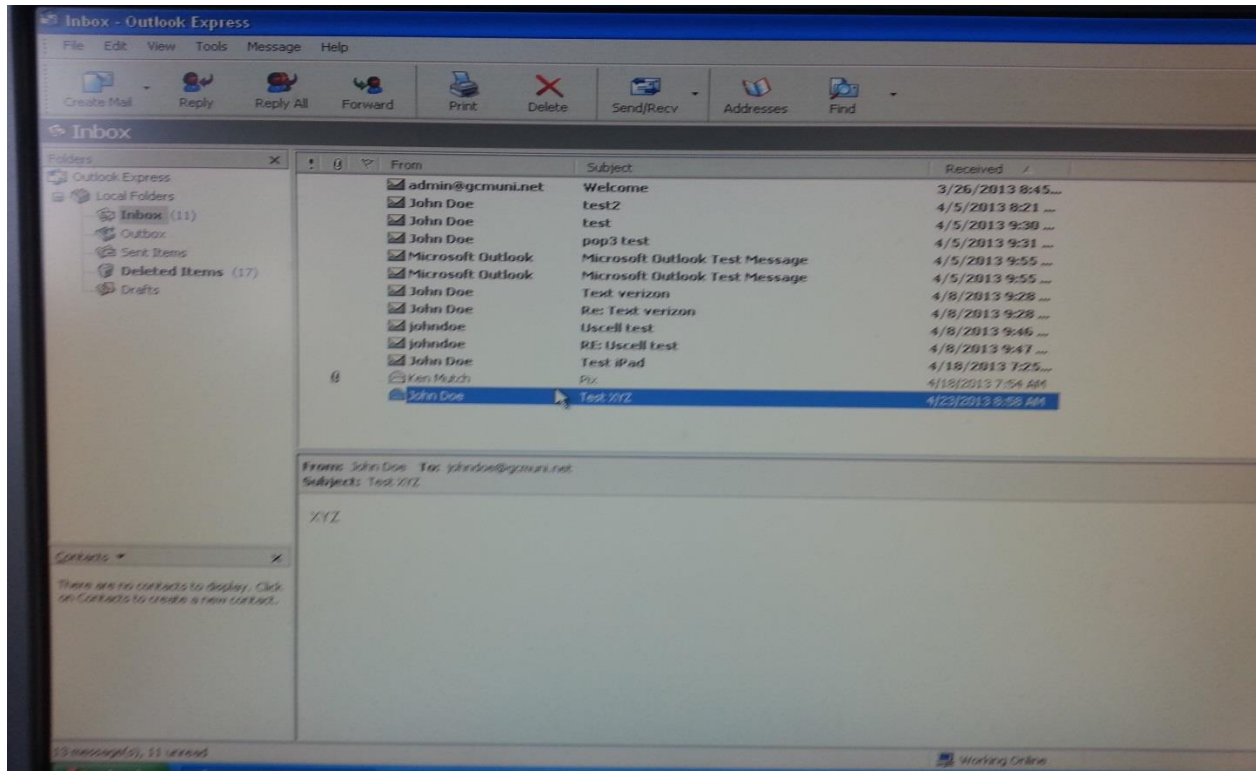 Inbox - Outlook Express
File Edit View Tools Message Help
Create Mail Reply Reply All Forward Print Delete Send/Recv Addresses Find
Inbox
Folders
Outlook Express
Local Folders
Inbox (11)
Outbox
Sent Items
Deleted Items (17)
Drafts
! From Subject Received
admin@gcmuni.net Welcome 3/26/2013 8:45...
John Doe test2 4/5/2013 8:21 ...
John Doe test 4/5/2013 9:30 ...
John Doe pop3 test 4/5/2013 9:31 ...
Microsoft Outlook Microsoft Outlook Test Message 4/5/2013 9:55 ...
Microsoft Outlook Microsoft Outlook Test Message 4/5/2013 9:55 ...
John Doe Text verizon 4/8/2013 9:28 ...
John Doe Re: Text verizon 4/8/2013 9:28 ...
johndoe Uscell test 4/8/2013 9:46 ...
johndoe RE: Uscell test 4/8/2013 9:47 ...
John Doe Test iPad 4/18/2013 7:25...
Ken Mutch Pix 4/18/2013 7:54 AM
John Doe Test XYZ 4/23/2013 8:58 AM
From: John Doe To: johndoe@gcmuni.net
Subject: Test XYZ
XYZ
Contacts
There are no contacts to display. Click
on Contacts to create a new contact.
13 message(s), 11 unread
Working Online